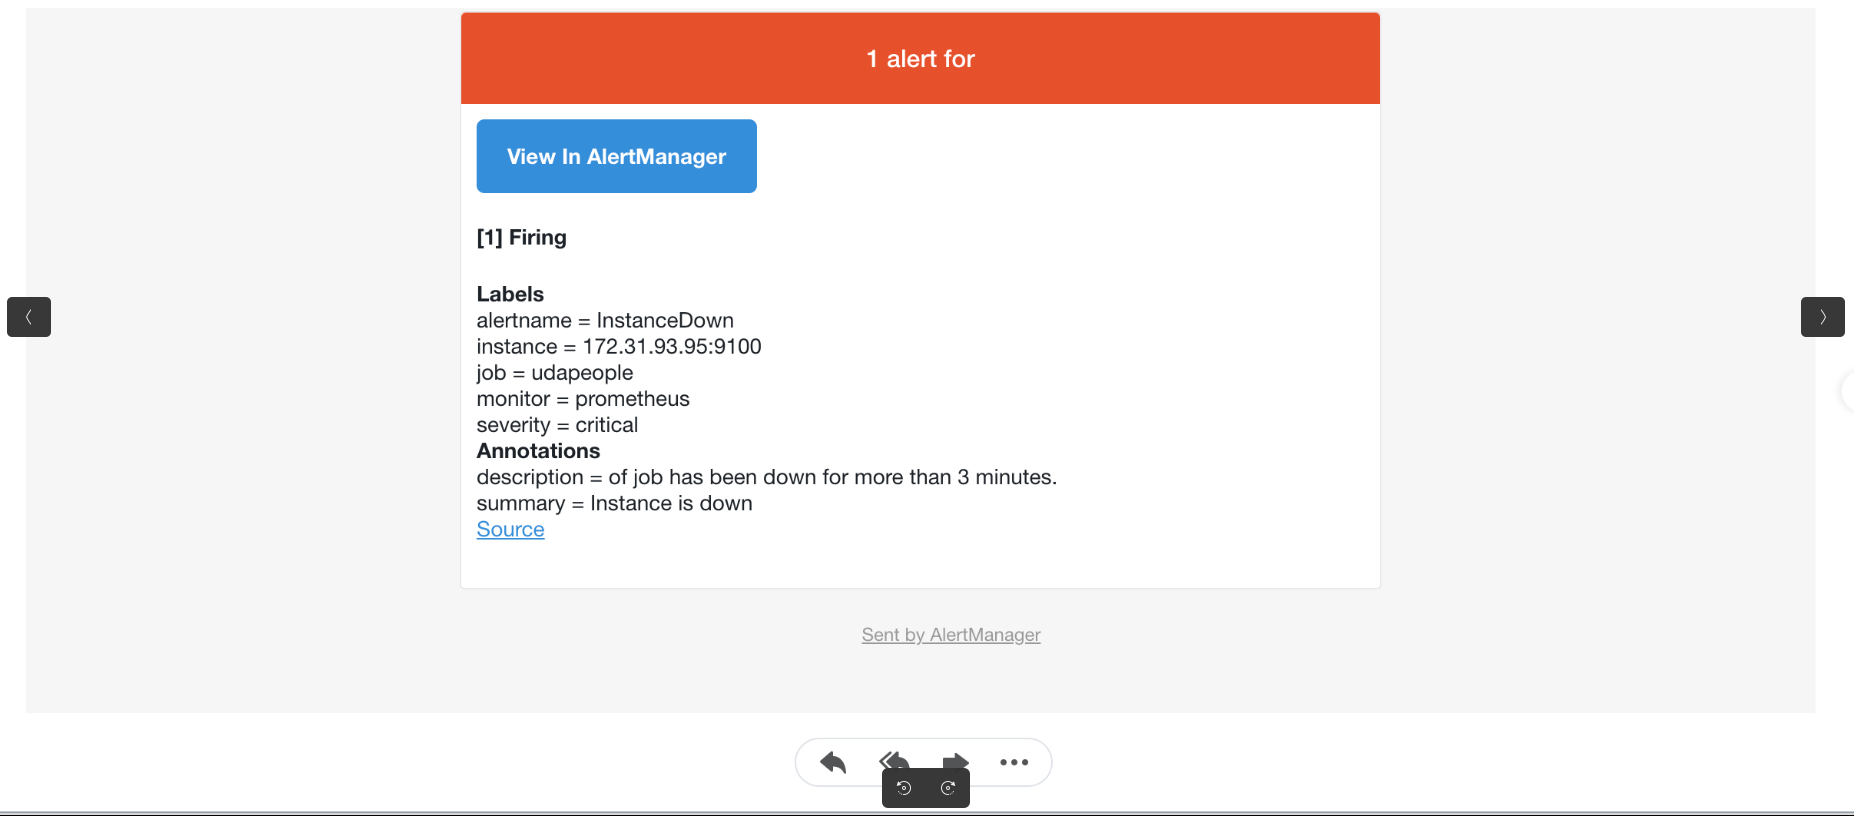 1 alert for
View In AlertManager
[1] Firing
Labels
alertname = InstanceDown
instance = 172.31.93.95:9100
job = udapeople
monitor = prometheus
severity = critical
Annotations
description = of job has been down for more than 3 minutes.
summary = Instance is down
Source
Sent by AlertManager